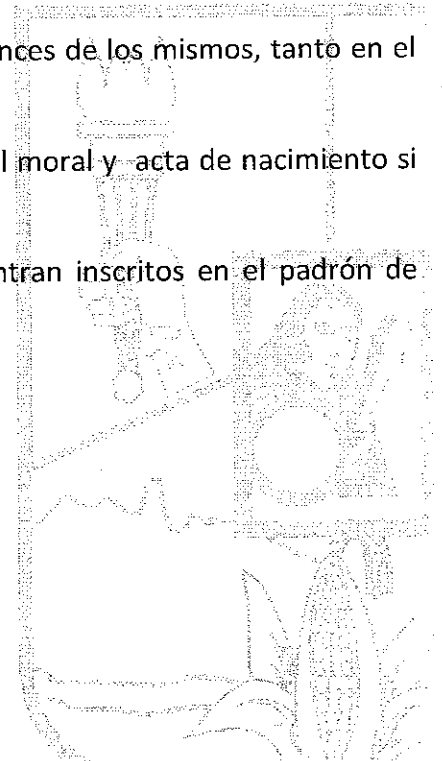 nces de los mismos, tanto en el
l moral y acta de nacimiento si
ntran inscritos en el padrón de